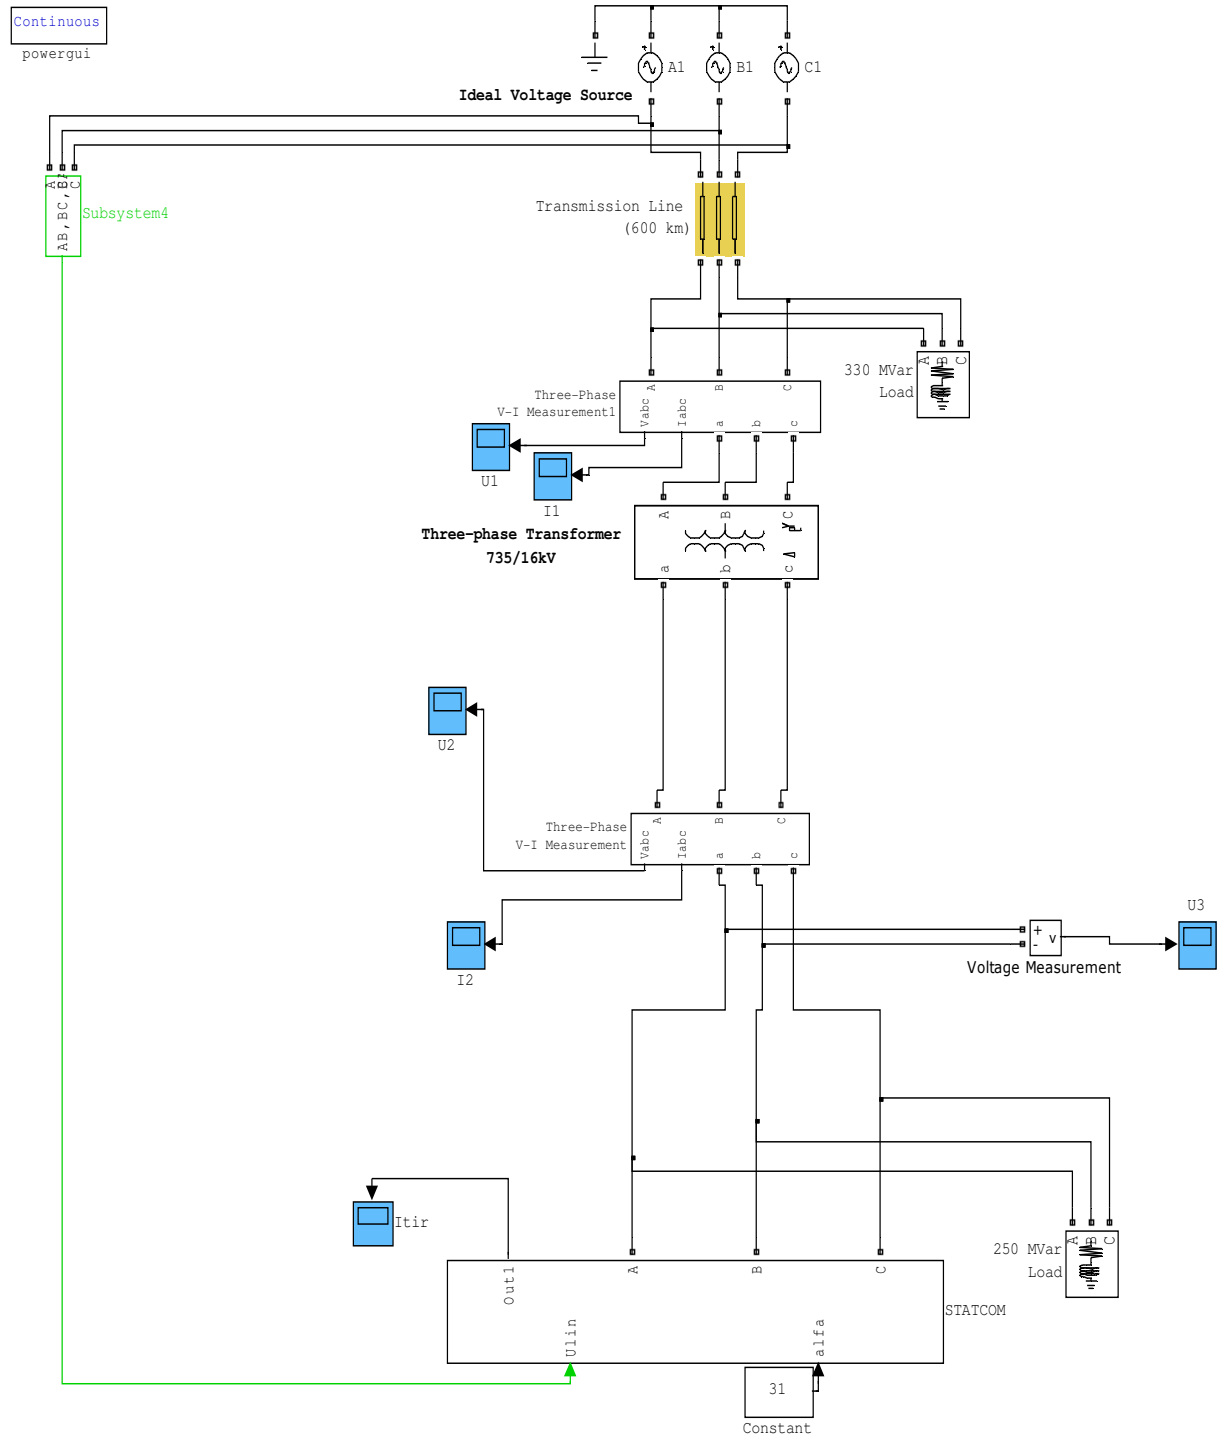 Continuous
powergui
A1
B1
C1
Ideal Voltage Source
A
B
C
AB,BC,BA
Subsystem4
Transmission Line
(600 km)
A
B
C
330 MVar
Load
Three-Phase
V-I Measurement1
A
B
C
Vabc
Iabc
a
b
c
U1
I1
Three-phase Transformer
735/16kV
A
B
C
a
b
c
U2
Three-Phase
V-I Measurement
A
B
C
Vabc
Iabc
a
b
c
U3
+
-
v
Voltage Measurement
I2
Itir
A
B
C
250 MVar
Load
Out1
A
B
C
STATCOM
Ulin
alfa
31
Constant